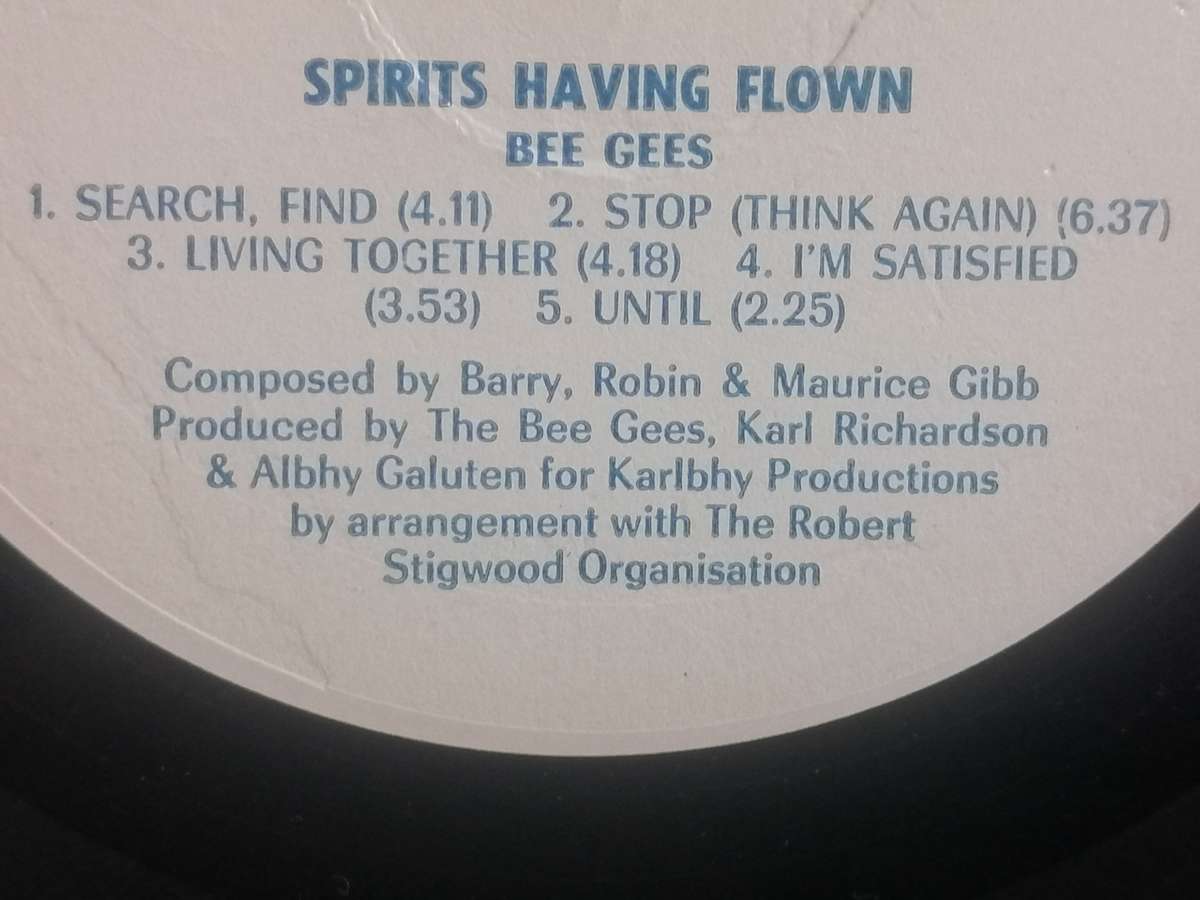 SPIRITS HAVING FLOWN
BEE GEES
1. SEARCH, FIND (4.11) 2. STOP (THINK AGAIN) (6.37)
3. LIVING TOGETHER (4.18) 4. I'M SATISFIED
(3.53) 5. UNTIL (2.25)
Composed by Barry, Robin & Maurice Gibb
Produced by The Bee Gees, Karl Richardson
& Albhy Galuten for Karlbhy Productions
by arrangement with The Robert
Stigwood Organisation